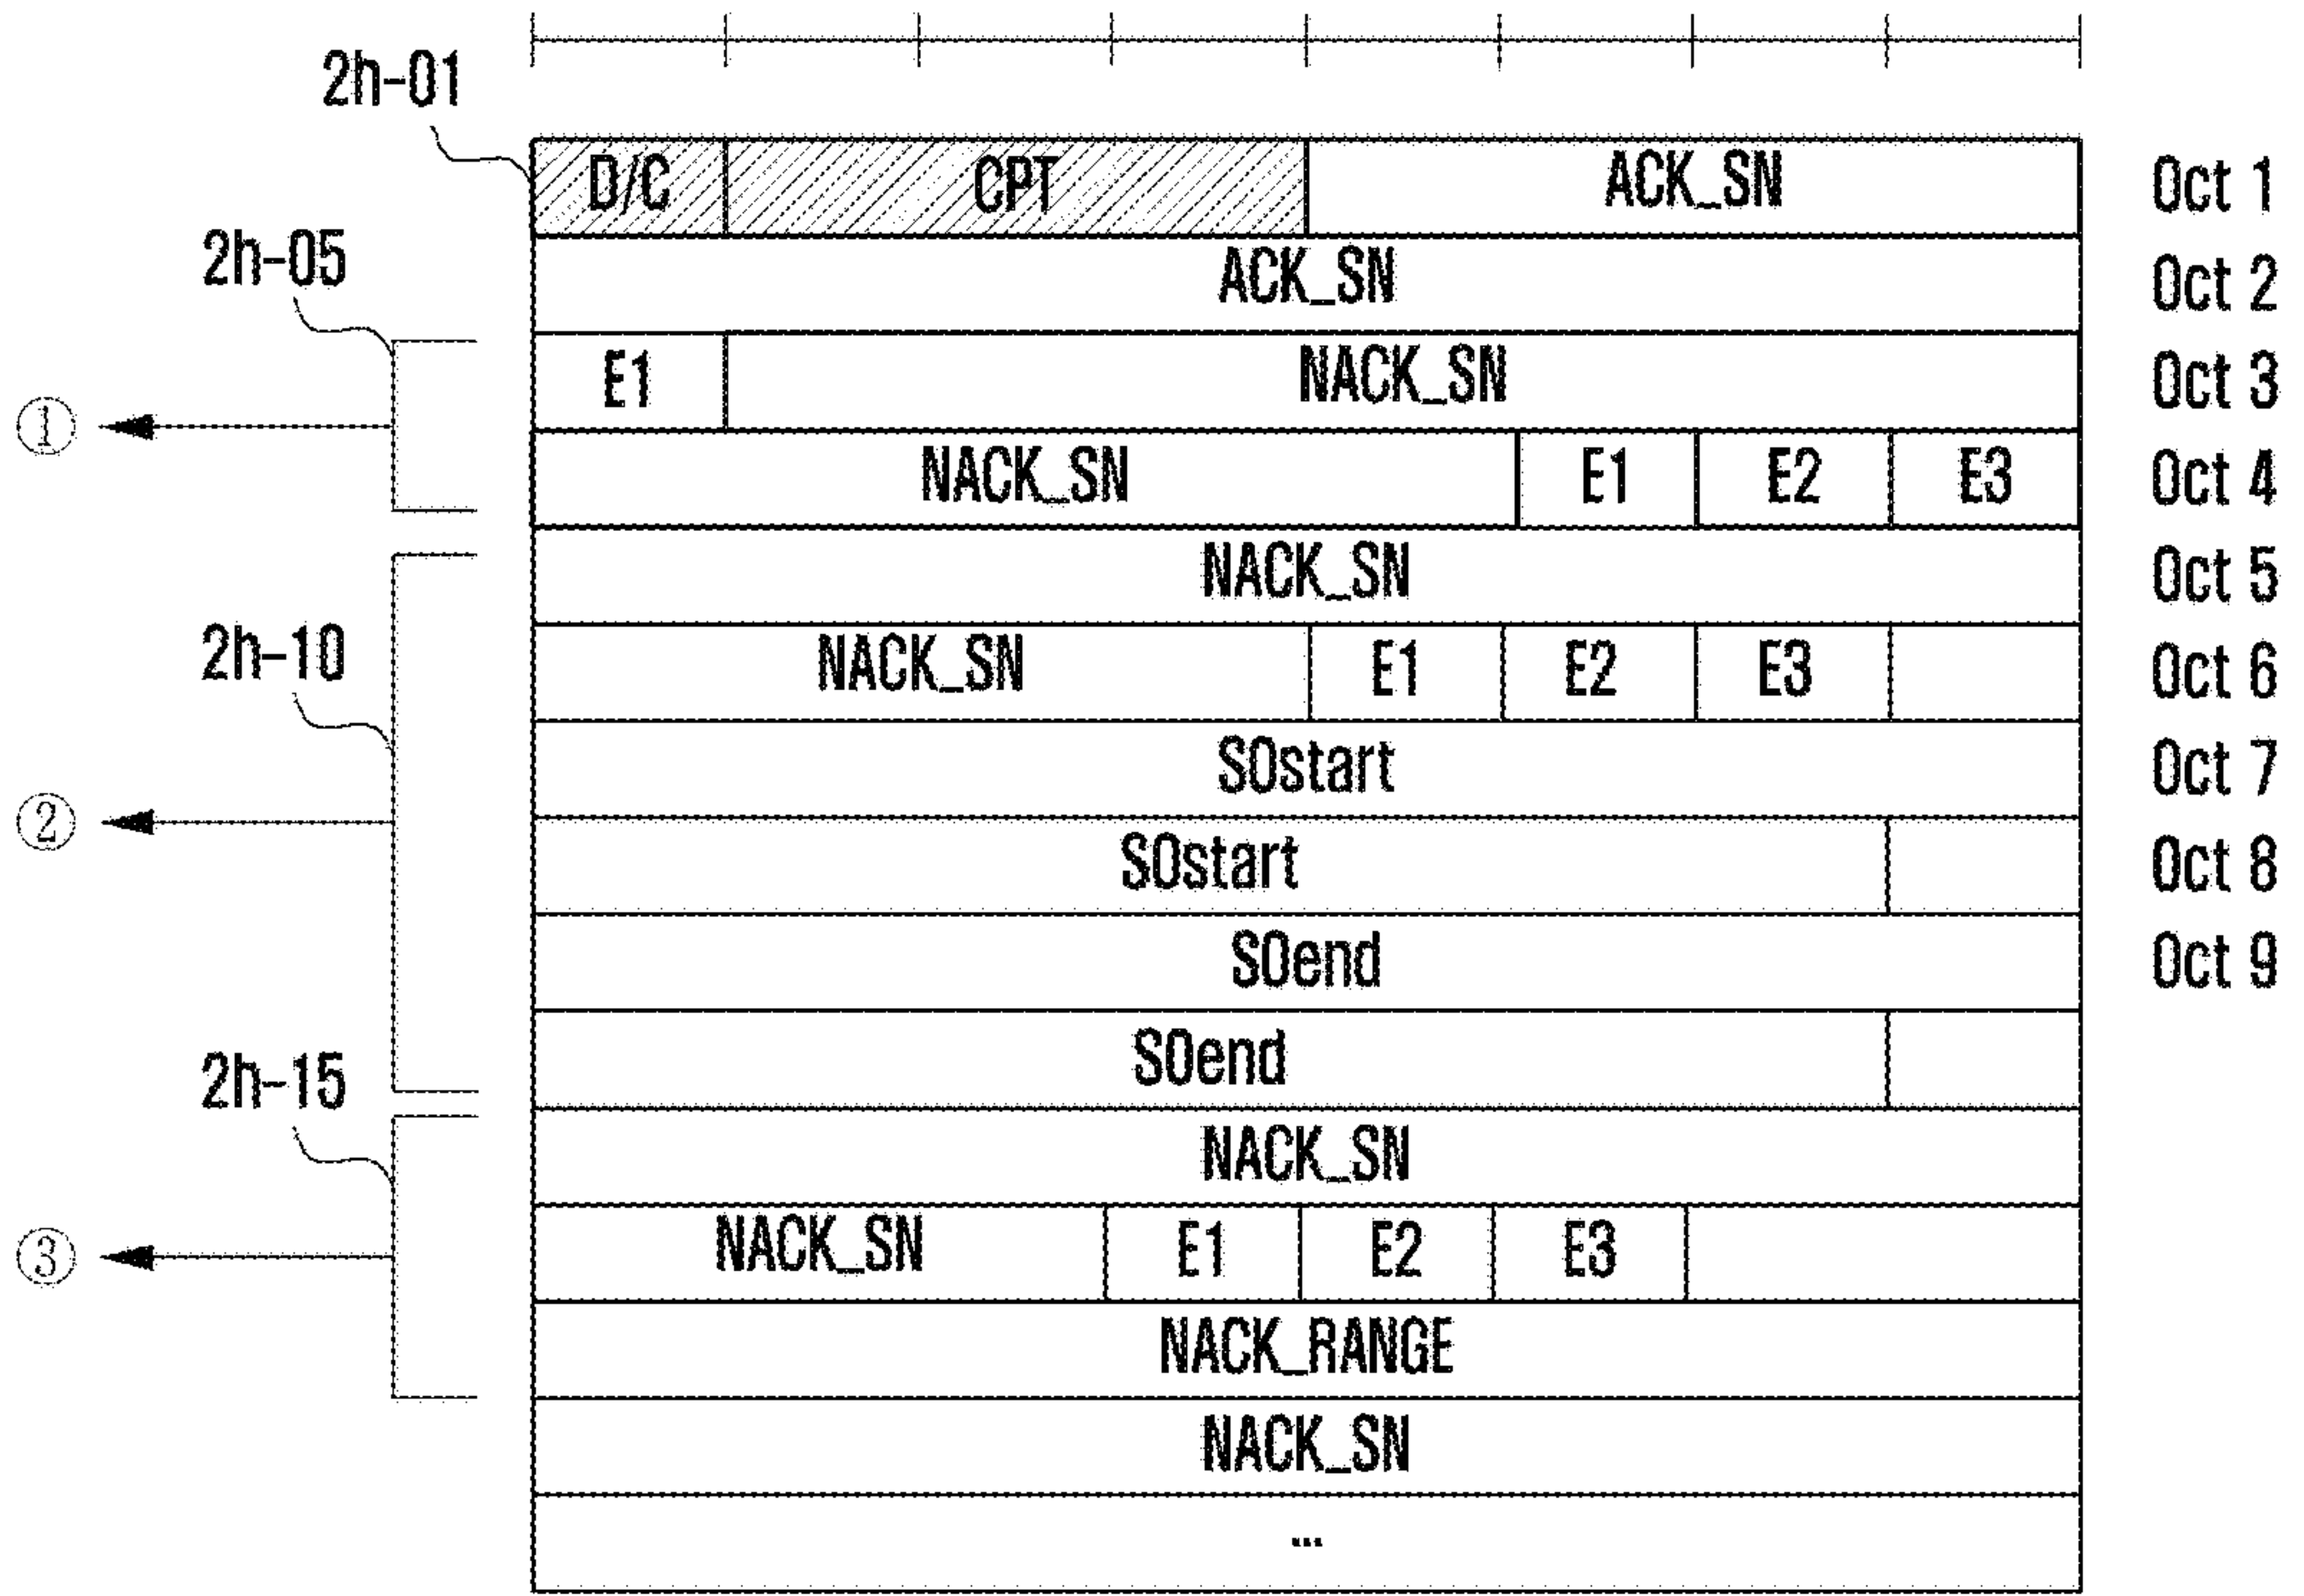 2h-01
D/C CPT ACK_SN Oct 1
2h-05
ACK_SN Oct 2
E1 NACK_SN Oct 3
①
NACK_SN E1 E2 E3 Oct 4
NACK_SN Oct 5
2h-10
NACK_SN E1 E2 E3 Oct 6
SOstart Oct 7
②
SOstart Oct 8
SOend Oct 9
SOend
2h-15
NACK_SN
③
NACK_SN E1 E2 E3
NACK_RANGE
NACK_SN
...